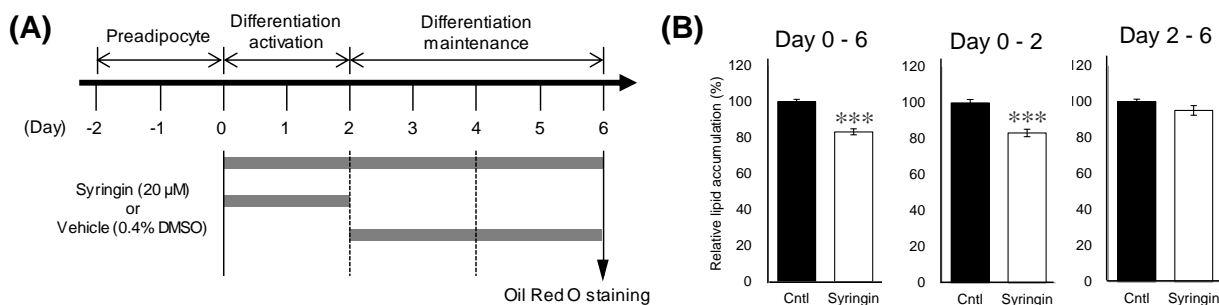 (A)
Preadipocyte
Differentiation
activation
Differentiation
maintenance
(Day)
-2 -1 0 1 2 3 4 5 6
Syringin (20 µM)
or
Vehicle (0.4% DMSO)
Oil Red O staining
(B)
Day 0 - 6
Relative lipid accumulation (%)
120
100
80
60
40
20
0
***
Cntl Syringin
Day 0 - 2
120
100
80
60
40
20
0
***
Cntl Syringin
Day 2 - 6
120
100
80
60
40
20
0
Cntl Syringin